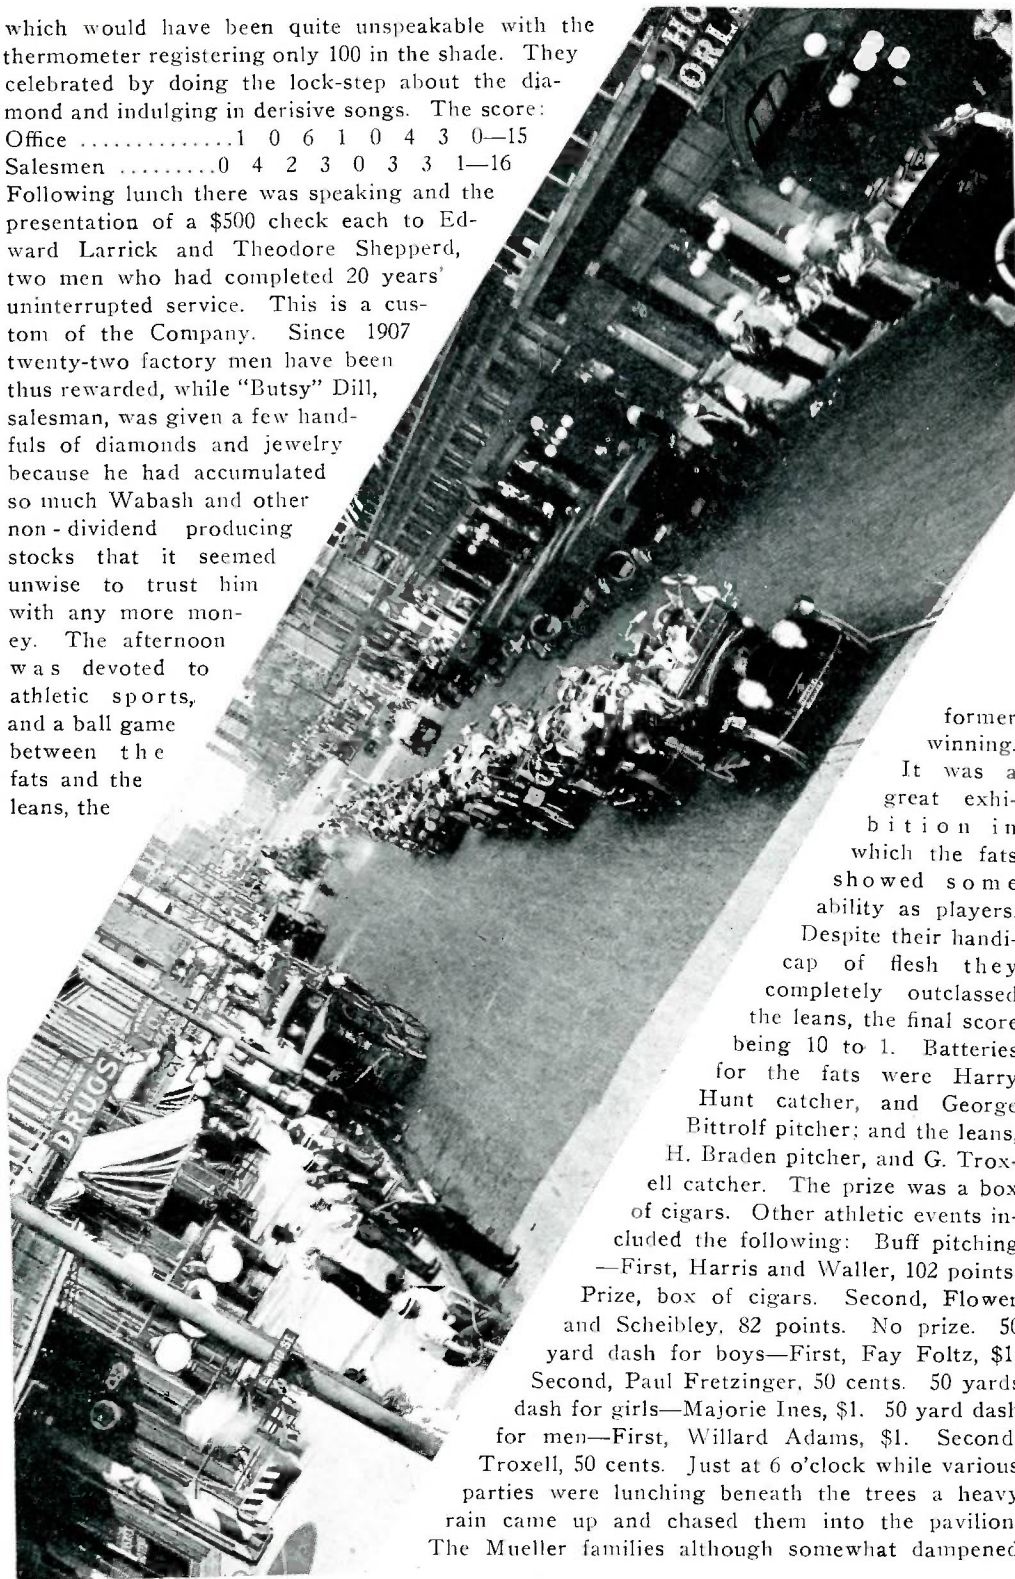 which would have been quite unspeakable with the
thermometer registering only 100 in the shade. They
celebrated by doing the lock-step about the dia-
mond and indulging in derisive songs. The score:
Office ..............1 0 6 1 0 4 3 0—15
Salesmen .........0 4 2 3 0 3 3 1—16
Following lunch there was speaking and the
presentation of a $500 check each to Ed-
ward Larrick and Theodore Shepperd,
two men who had completed 20 years'
uninterrupted service. This is a cus-
tom of the Company. Since 1907
twenty-two factory men have been
thus rewarded, while "Butsy" Dill,
salesman, was given a few hand-
fuls of diamonds and jewelry
because he had accumulated
so much Wabash and other
non - dividend producing
stocks that it seemed
unwise to trust him
with any more mon-
ey. The afternoon
was devoted to
athletic sports,
and a ball game
between the
fats and the
leans, the
former
winning.
It was a
great exhi-
bition in
which the fats
showed some
ability as players.
Despite their handi-
cap of flesh they
completely outclassed
the leans, the final score
being 10 to 1. Batteries
for the fats were Harry
Hunt catcher, and George
Bittrolf pitcher; and the leans,
H. Braden pitcher, and G. Trox-
ell catcher. The prize was a box
of cigars. Other athletic events in-
cluded the following: Buff pitching
—First, Harris and Waller, 102 points
Prize, box of cigars. Second, Flower
and Scheibley, 82 points. No prize. 50
yard dash for boys—First, Fay Foltz, $1
Second, Paul Fretzinger, 50 cents. 50 yards
dash for girls—Majorie Ines, $1. 50 yard dash
for men—First, Willard Adams, $1. Second
Troxell, 50 cents. Just at 6 o'clock while various
parties were lunching beneath the trees a heavy
rain came up and chased them into the pavilion
The Mueller families although somewhat dampened
DRUGS